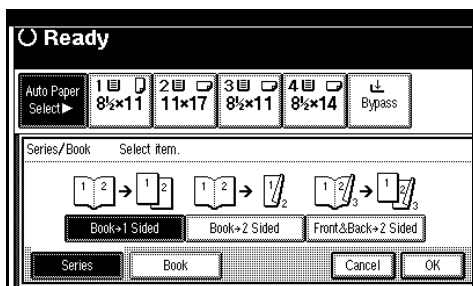 Ready
Auto Paper Select▶
1 8½×11
2 11×17
3 8½×11
4 8½×14
Bypass
Series/Book Select item.
1 2 → 1 2
1 2 → 1 2
1 2 3 → 1 2 3
Book→1 Sided
Book→2 Sided
Front&Back→2 Sided
Series
Book
Cancel
OK